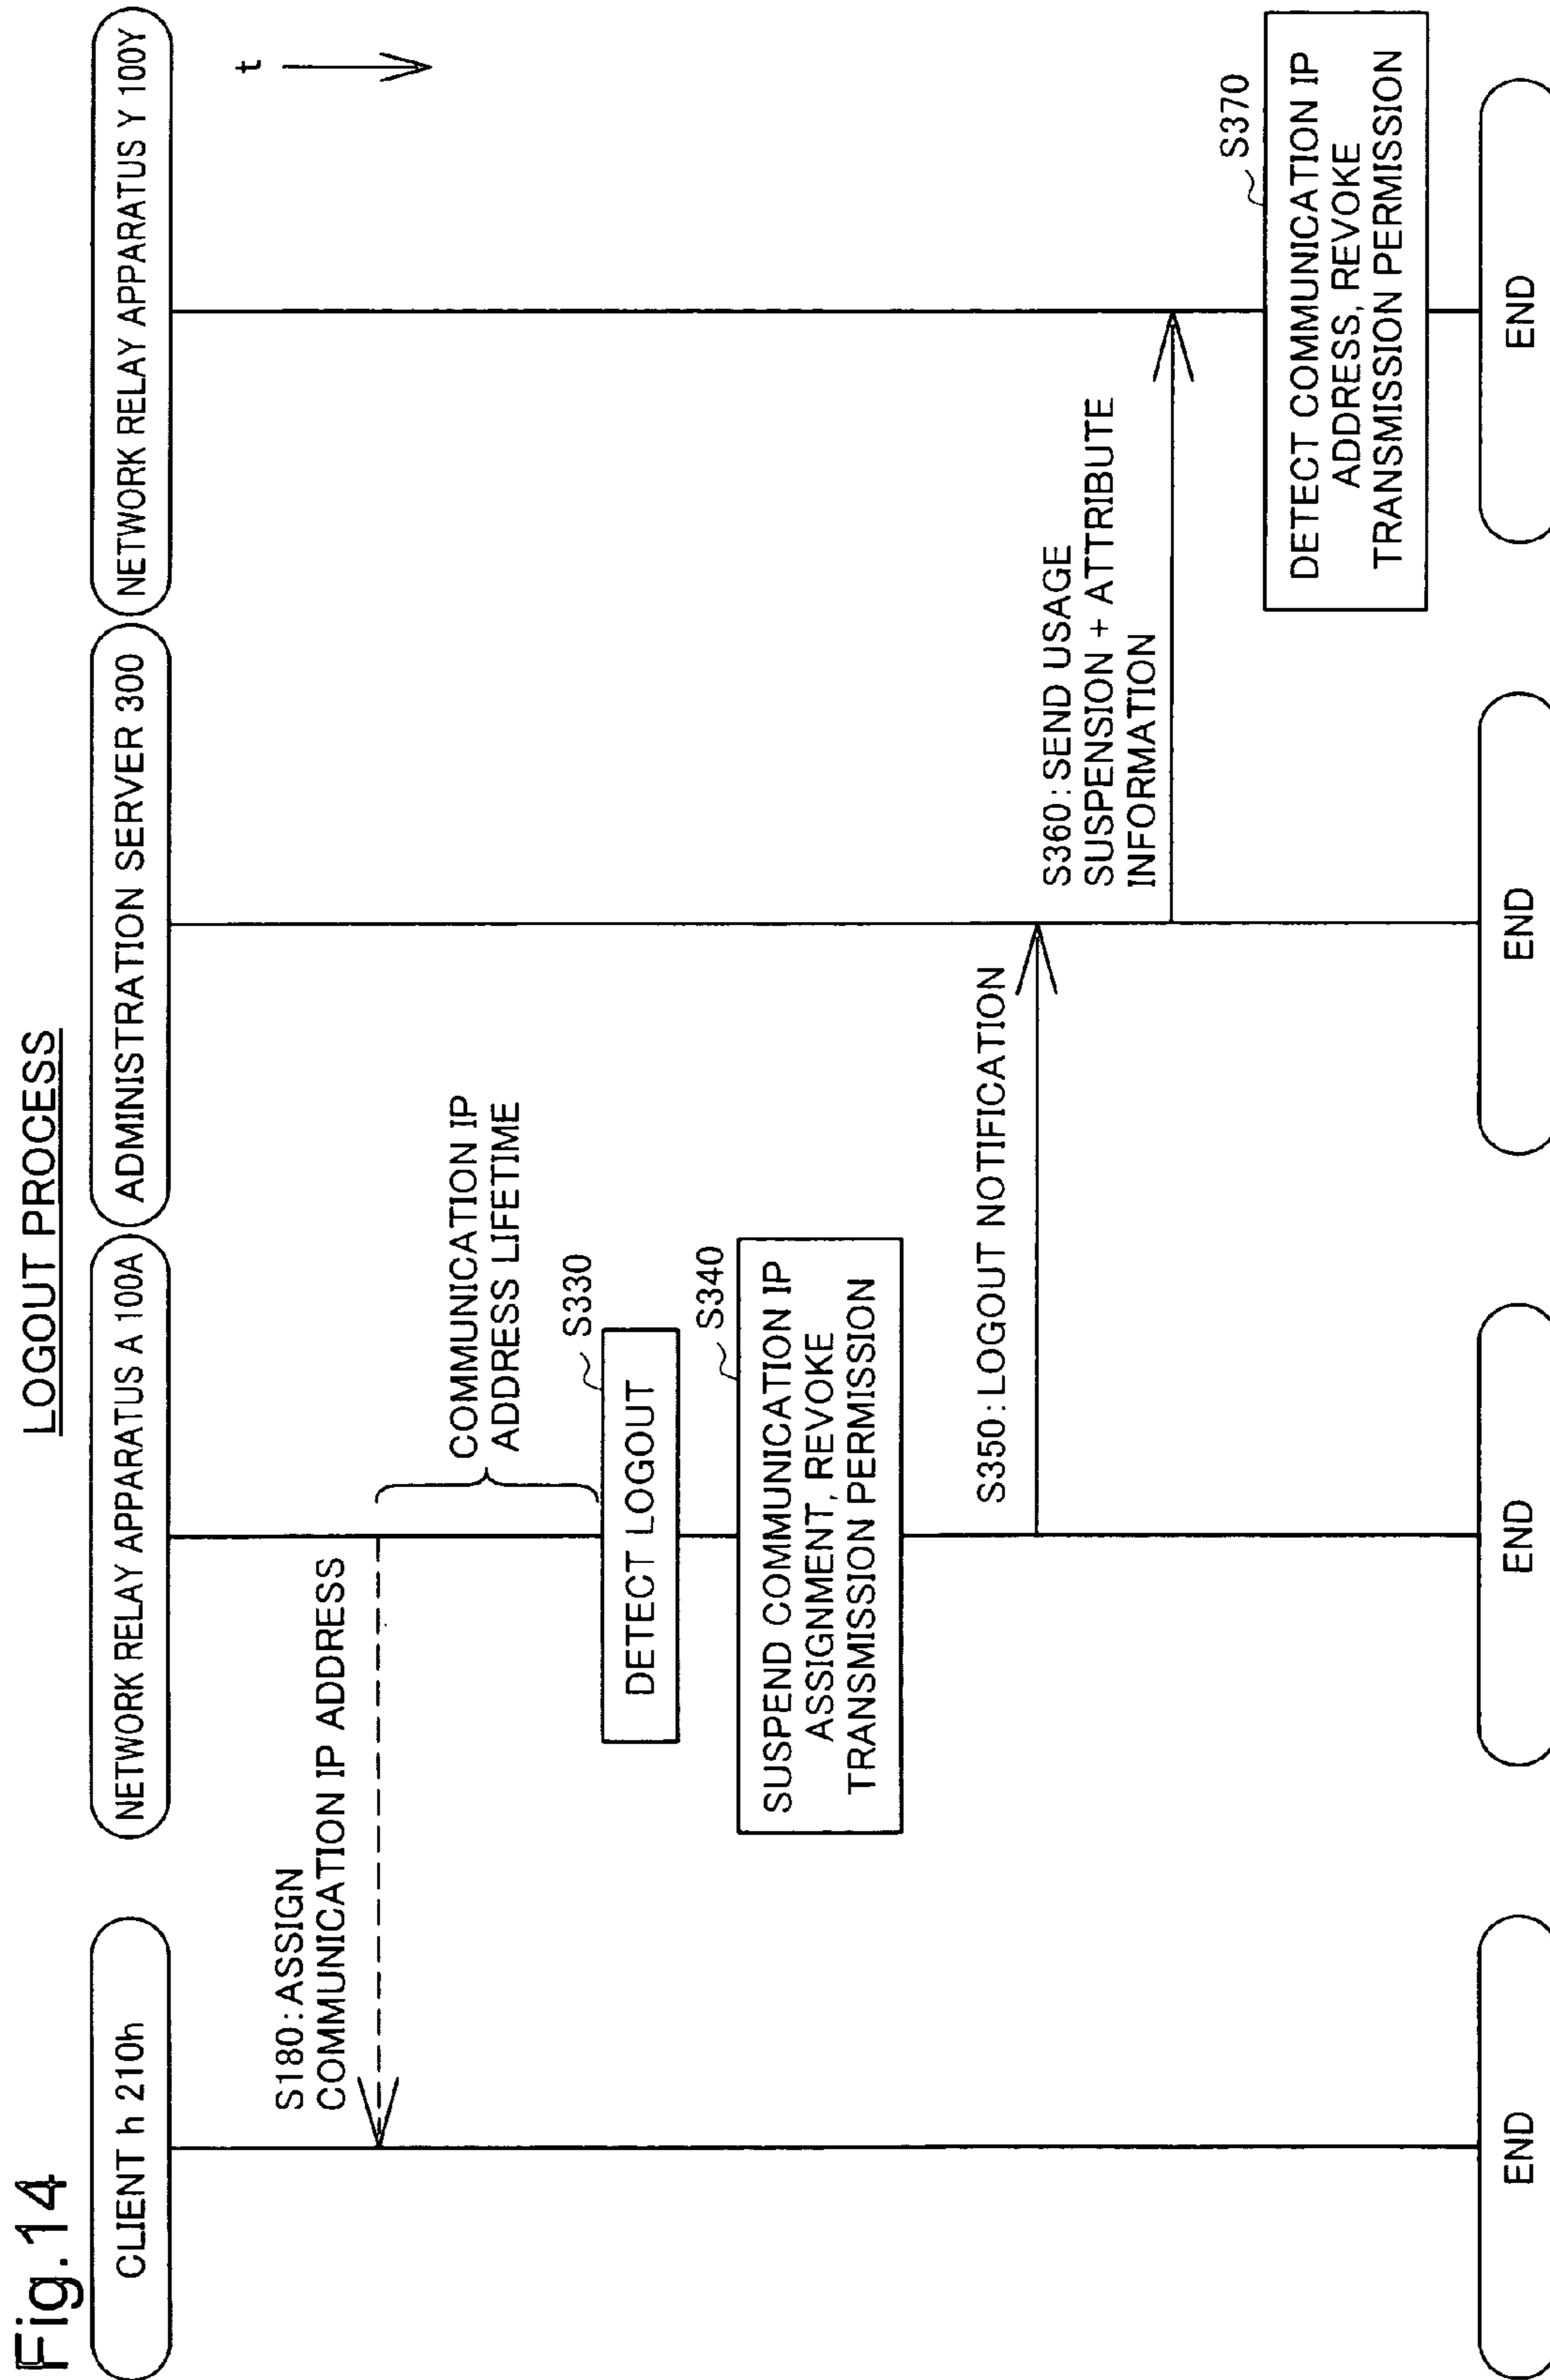 Fig.14
LOGOUT PROCESS
CLIENT h 210h
NETWORK RELAY APPARATUS A 100A
ADMINISTRATION SERVER 300
NETWORK RELAY APPARATUS Y 100Y
t
S180:ASSIGN
COMMUNICATION IP ADDRESS
COMMUNICATION IP
ADDRESS LIFETIME
S330
DETECT LOGOUT
S340
SUSPEND COMMUNICATION IP
ASSIGNMENT, REVOKE
TRANSMISSION PERMISSION
S350:LOGOUT NOTIFICATION
S360:SEND USAGE
SUSPENSION + ATTRIBUTE
INFORMATION
S370
DETECT COMMUNICATION IP
ADDRESS, REVOKE
TRANSMISSION PERMISSION
END
END
END
END